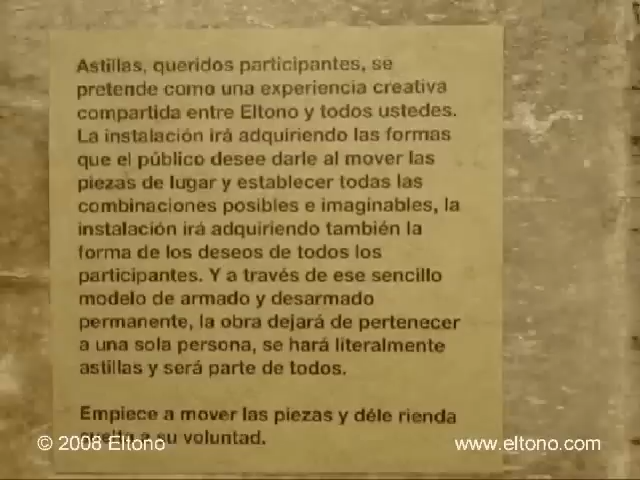 Astillas, queridos participantes, se
pretende como una experiencia creativa
compartida entre Eltono y todos ustedes.
La instalación irá adquiriendo las formas
que el público desee darle al mover las
piezas de lugar y establecer todas las
combinaciones posibles e imaginables, la
instalación irá adquiriendo también la
forma de los deseos de todos los
participantes. Y a través de ese sencillo
modelo de armado y desarmado
permanente, la obra dejará de pertenecer
a una sola persona, se hará literalmente
astillas y será parte de todos.
Empiece a mover las piezas y déle rienda
suelta a su voluntad.
© 2008 Eltono
www.eltono.com